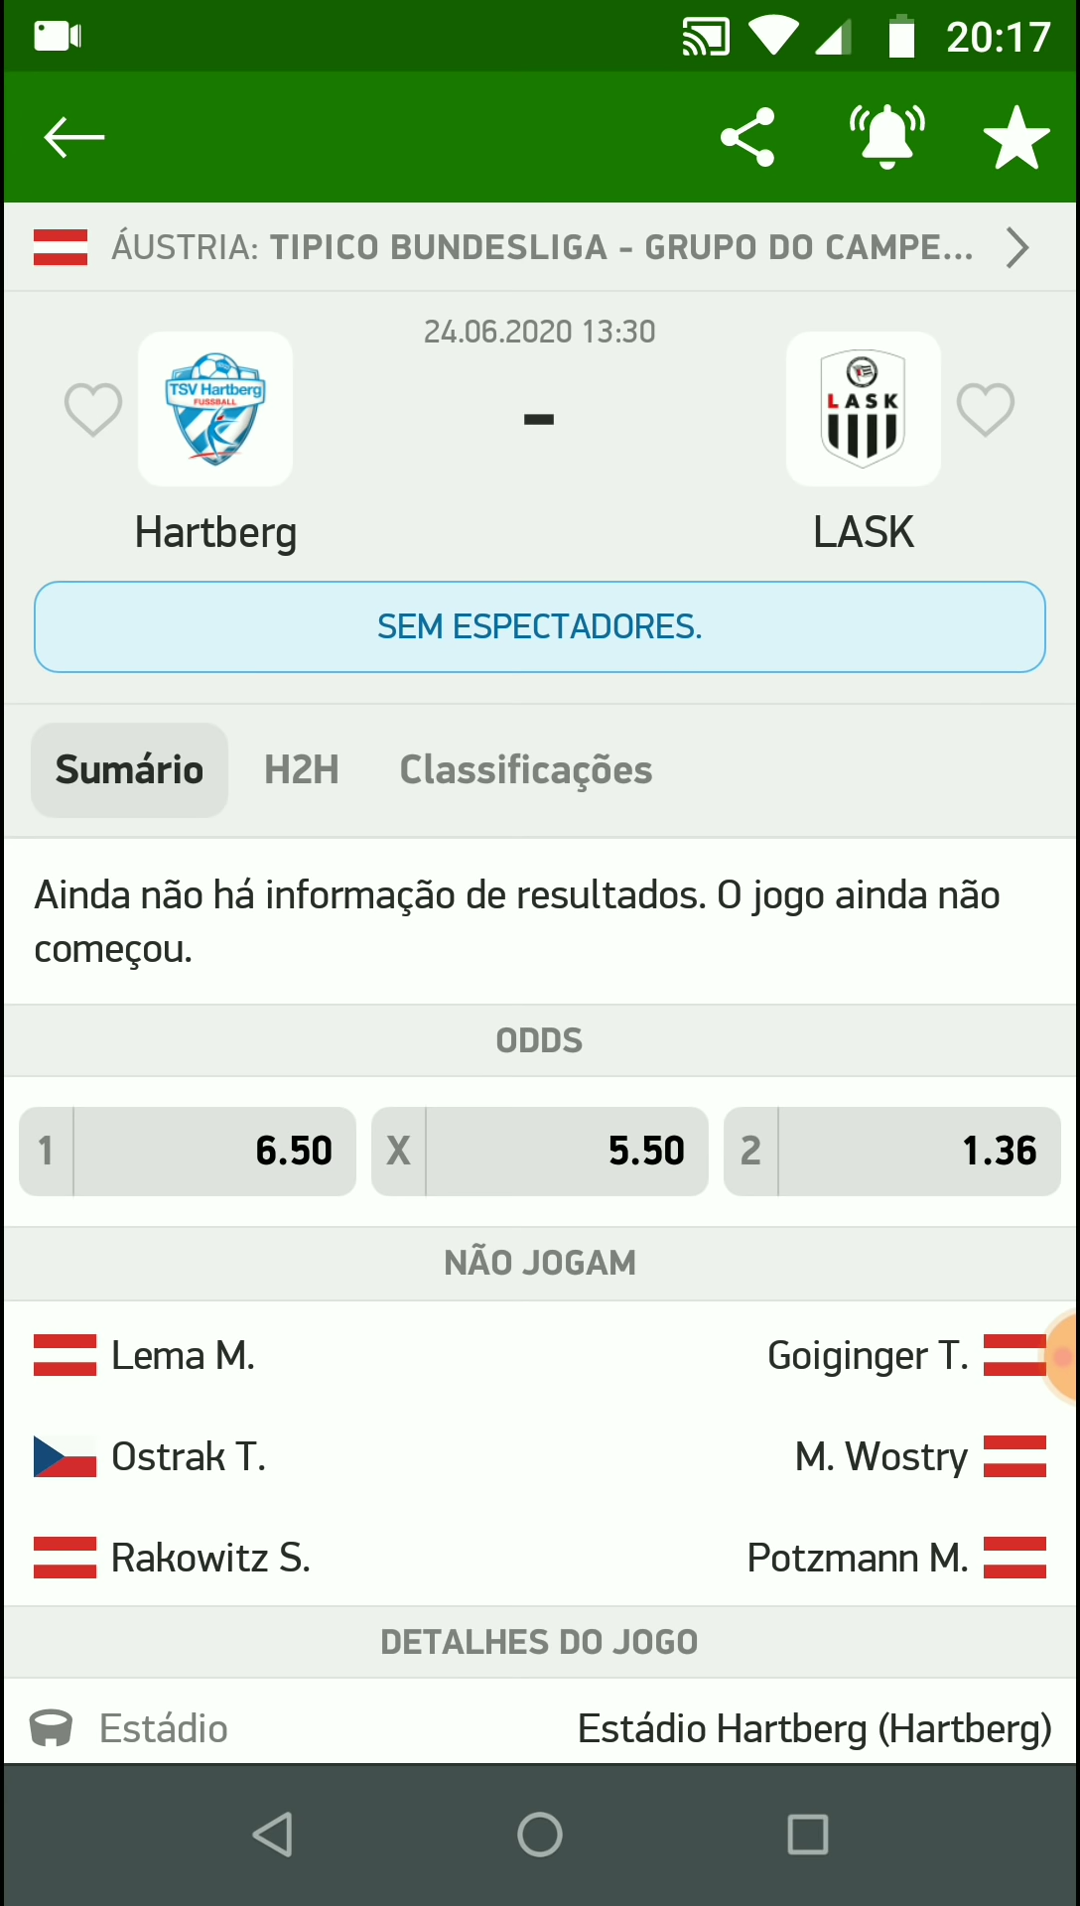 20:17
ÁUSTRIA: TIPICO BUNDESLIGA - GRUPO DO CAMPE...
24.06.2020 13:30
TSV Hartberg
FUSSBALL
LASK
-
Hartberg
LASK
SEM ESPECTADORES.
Sumário H2H Classificações
Ainda não há informação de resultados. O jogo ainda não
começou.
ODDS
1 6.50 X 5.50 2 1.36
NÃO JOGAM
Lema M. Goiginger T.
Ostrak T. M. Wostry
Rakowitz S. Potzmann M.
DETALHES DO JOGO
Estádio Estádio Hartberg (Hartberg)